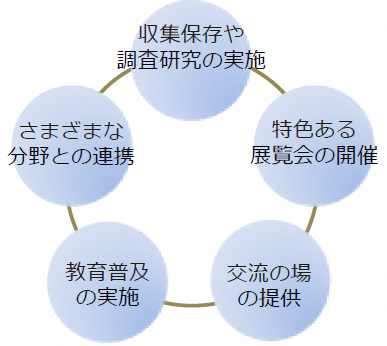 収集保存や
調査研究の実施
特色ある
展覧会の開催
交流の場
の提供
教育普及
の実施
さまざまな
分野との連携